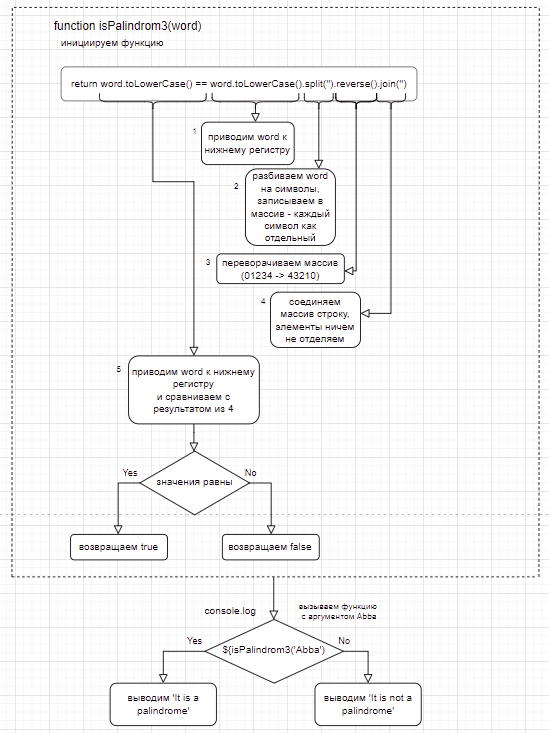 function isPalindrom3(word)
инициируем функцию
return word.toLowerCase() == word.toLowerCase().split('').reverse().join('')
1
приводим word к
нижнему регистру
2
разбиваем word
на символы,
записываем в
массив - каждый
символ как
отдельный
3
переворачиваем массив
(01234 -> 43210)
4
соединяем
массив строку,
элементы ничем
не отделяем
5
приводим word к нижнему
регистру
и сравниваем с
результатом из 4
Yes
значения равны
No
возвращаем true
возвращаем false
console.log
вызываем функцию
с аргументом Abba
Yes
${isPalindrom3('Abba')
No
выводим 'It is a
palindrome'
выводим 'It is not a
palindrome'